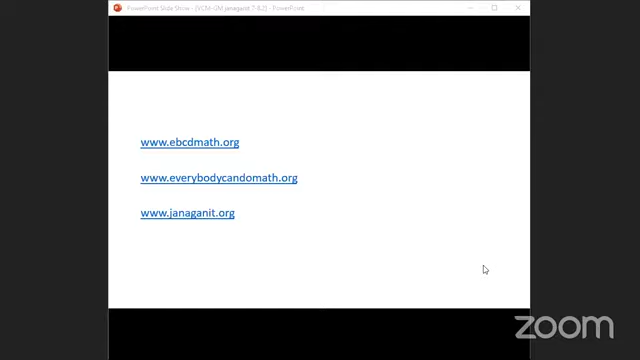 PowerPoint Slide Show - [VCM-GM janaganit 7-8.2] - PowerPoint
www.ebcdmath.org
www.everybodycandomath.org
www.janaganit.org
zoom